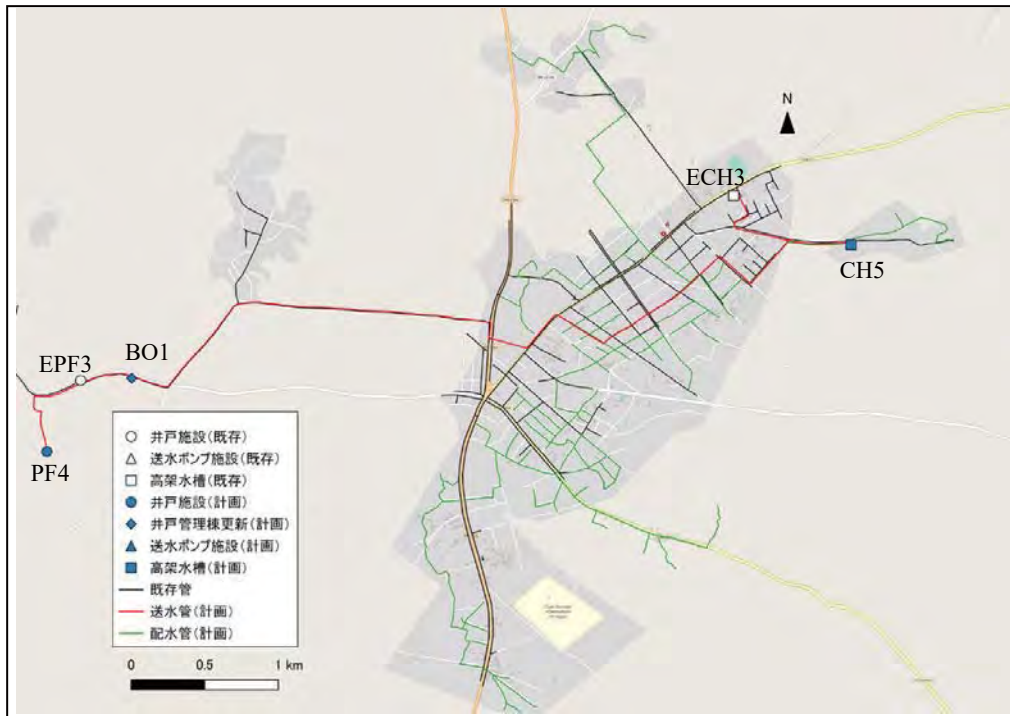 N
ECH3
CH5
BO1
EPF3
PF4
井戸施設(既存)
送水ポンプ施設(既存)
高架水槽(既存)
井戸施設(計画)
井戸管理棟更新(計画)
送水ポンプ施設(計画)
高架水槽(計画)
既存管
送水管(計画)
配水管(計画)
0 0.5 1 km